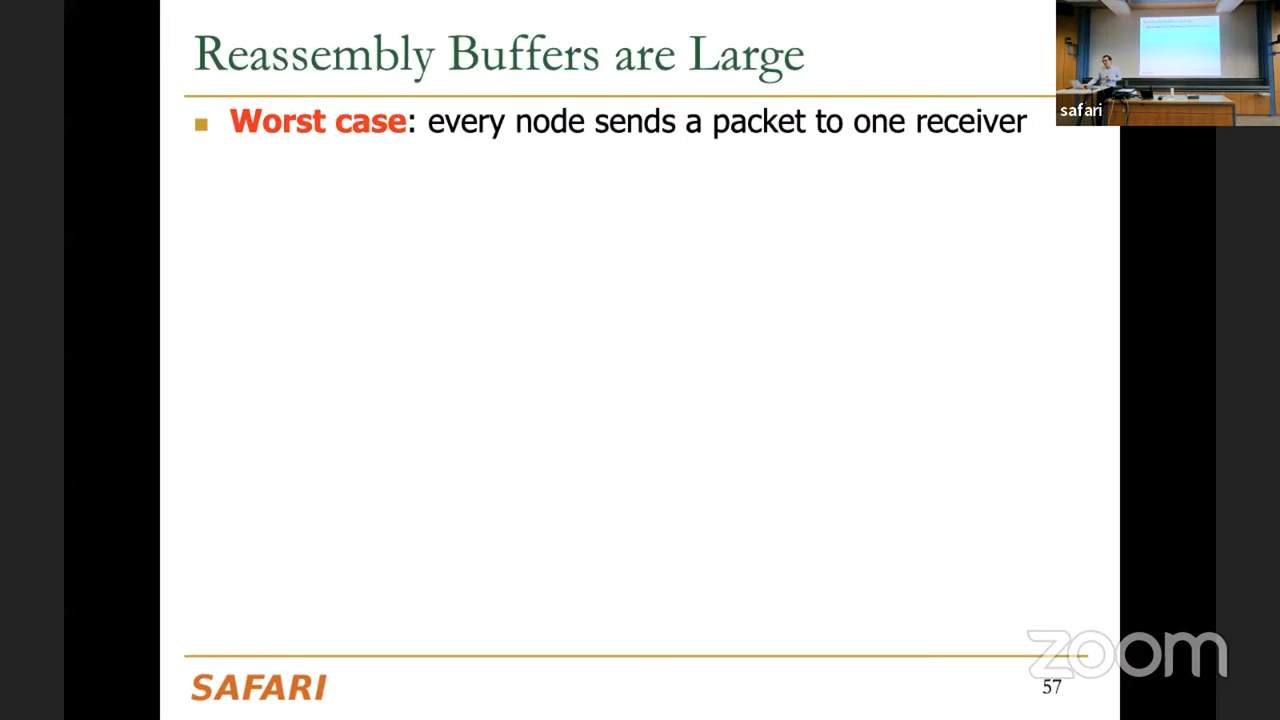 Reassembly Buffers are Large
safari
■ Worst case: every node sends a packet to one receiver
zoom
SAFARI
57